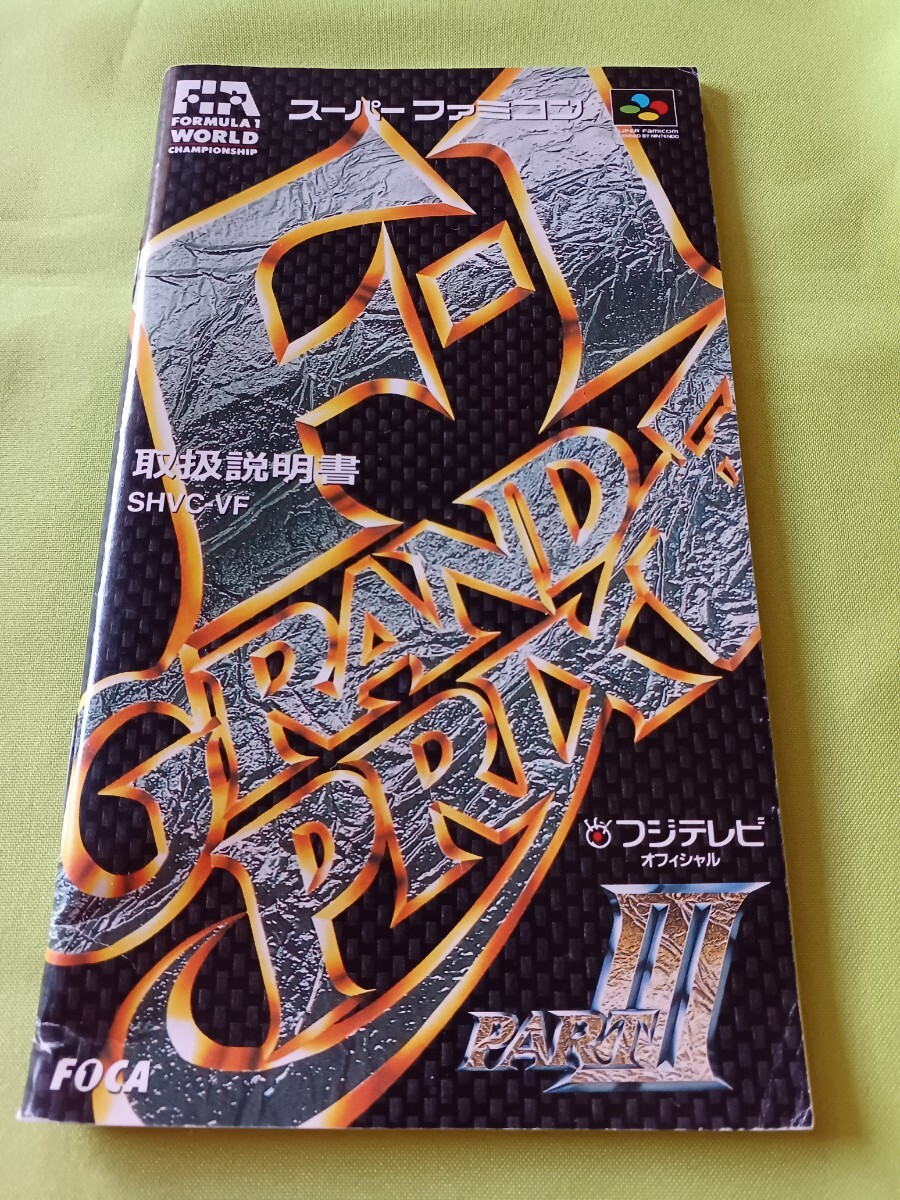 FIA
FORMULA 1
WORLD
CHAMPIONSHIP
スーパーファミコン
SUPER FAMICOM
取扱説明書
SHVC-VF
F1
GRAND
PRIX
フジテレビ
オフィシャル
PART III
FOCA